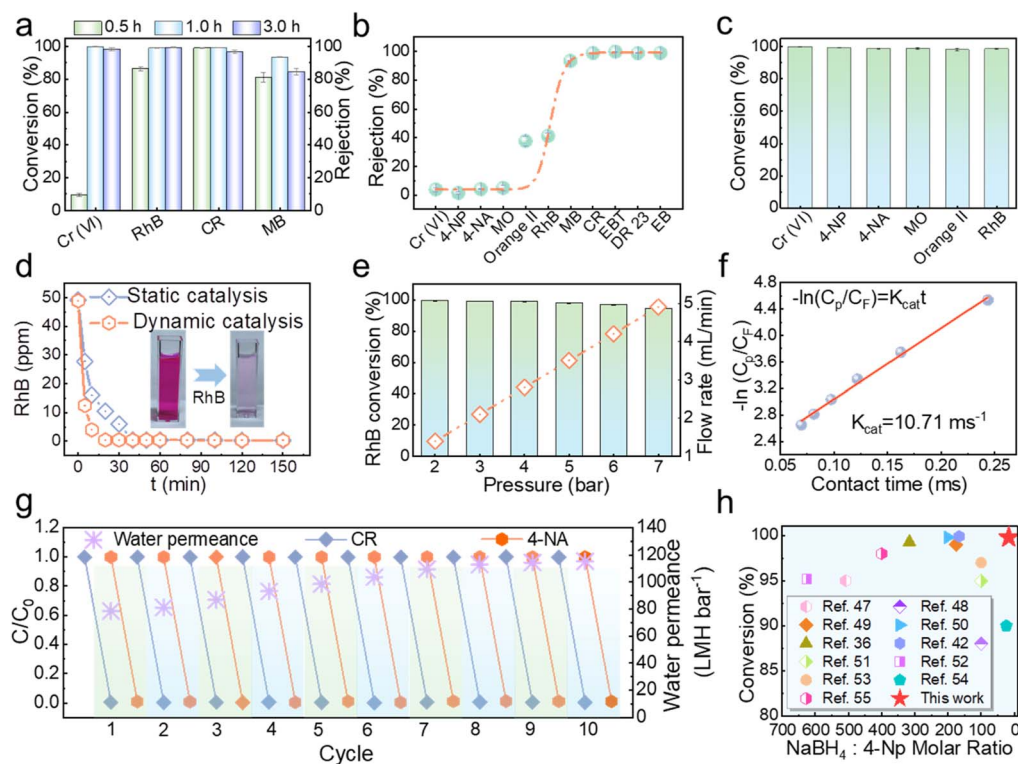 a
0.5 h 1.0 h 3.0 h
Conversion (%)
Rejection (%)
100
80
60
40
20
0
100
80
60
40
20
0
Cr (VI) RhB CR MB
b
Rejection (%)
100
80
60
40
20
0
Cr (VI) 4-NP 4-NA MO Orange II RhB MB CR EBT DR 23 EB
c
Conversion (%)
100
80
60
40
20
0
Cr (VI) 4-NP 4-NA MO Orange II RhB
d
RhB (ppm)
50
40
30
20
10
0
Static catalysis
Dynamic catalysis
RhB
0 30 60 90 120 150
t (min)
e
RhB conversion (%)
100
80
60
40
20
0
Flow rate (mL/min)
5
4
3
2
1
2 3 4 5 6 7
Pressure (bar)
f
-ln (Cp/CF)
4.8
4.4
4.0
3.6
3.2
2.8
2.4
-ln(Cp/CF)=Kcatt
Kcat=10.71 ms-1
0.05 0.10 0.15 0.20 0.25
Contact time (ms)
g
C/C0
1.2
1.0
0.8
0.6
0.4
0.2
0.0
Water permeance CR 4-NA
140
120
100
80
60
40
20
0
Water permeance
(LMH bar-1)
1 2 3 4 5 6 7 8 9 10
Cycle
h
Conversion (%)
100
95
90
85
80
Ref. 47 Ref. 48
Ref. 49 Ref. 50
Ref. 36 Ref. 42
Ref. 51 Ref. 52
Ref. 53 Ref. 54
Ref. 55 This work
700 600 500 400 300 200 100 0
NaBH4 : 4-Np Molar Ratio